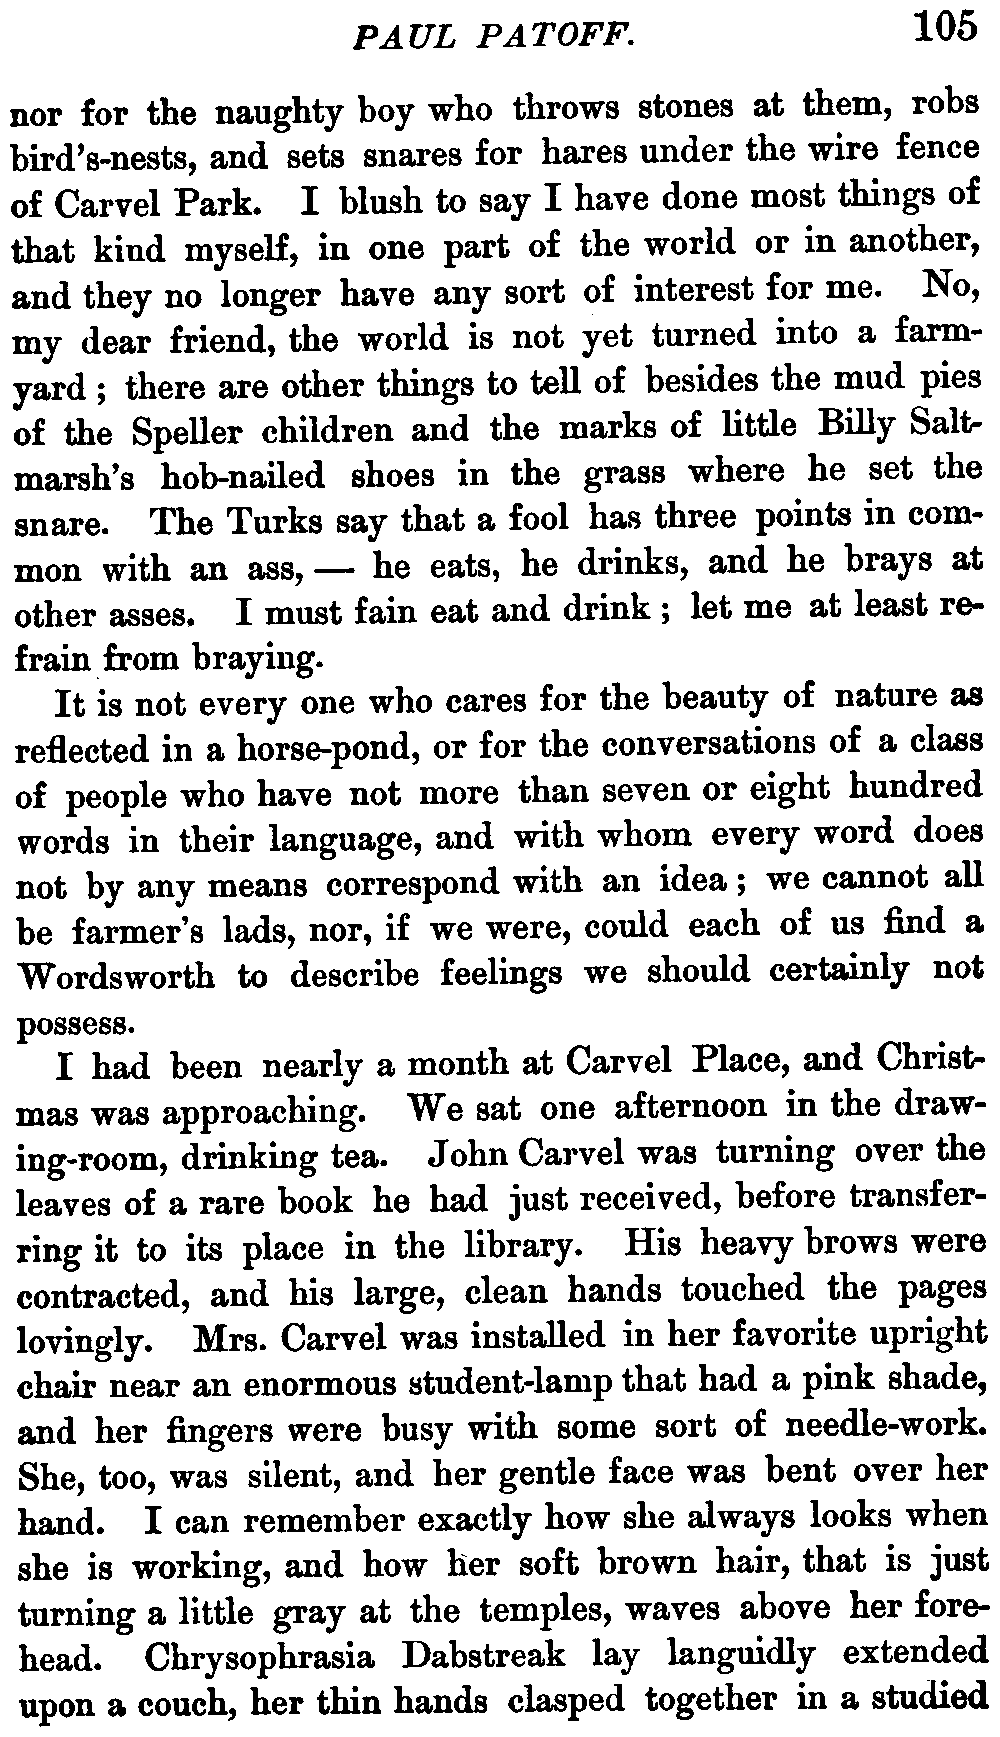 PAUL PATOFF. 105
nor for the naughty boy who throws stones at them, robs
bird's-nests, and sets snares for hares under the wire fence
of Carvel Park. I blush to say I have done most things of
that kind myself, in one part of the world or in another,
and they no longer have any sort of interest for me. No,
my dear friend, the world is not yet turned into a farm-
yard ; there are other things to tell of besides the mud pies
of the Speller children and the marks of little Billy Salt-
marsh's hob-nailed shoes in the grass where he set the
snare. The Turks say that a fool has three points in com-
mon with an ass, — he eats, he drinks, and he brays at
other asses. I must fain eat and drink ; let me at least re-
frain from braying.
It is not every one who cares for the beauty of nature as
reflected in a horse-pond, or for the conversations of a class
of people who have not more than seven or eight hundred
words in their language, and with whom every word does
not by any means correspond with an idea ; we cannot all
be farmer's lads, nor, if we were, could each of us find a
Wordsworth to describe feelings we should certainly not
possess.
I had been nearly a month at Carvel Place, and Christ-
mas was approaching. We sat one afternoon in the draw-
ing-room, drinking tea. John Carvel was turning over the
leaves of a rare book he had just received, before transfer-
ring it to its place in the library. His heavy brows were
contracted, and his large, clean hands touched the pages
lovingly. Mrs. Carvel was installed in her favorite upright
chair near an enormous student-lamp that had a pink shade,
and her fingers were busy with some sort of needle-work.
She, too, was silent, and her gentle face was bent over her
hand. I can remember exactly how she always looks when
she is working, and how her soft brown hair, that is just
turning a little gray at the temples, waves above her fore-
head. Chrysophrasia Dabstreak lay languidly extended
upon a couch, her thin hands clasped together in a studied